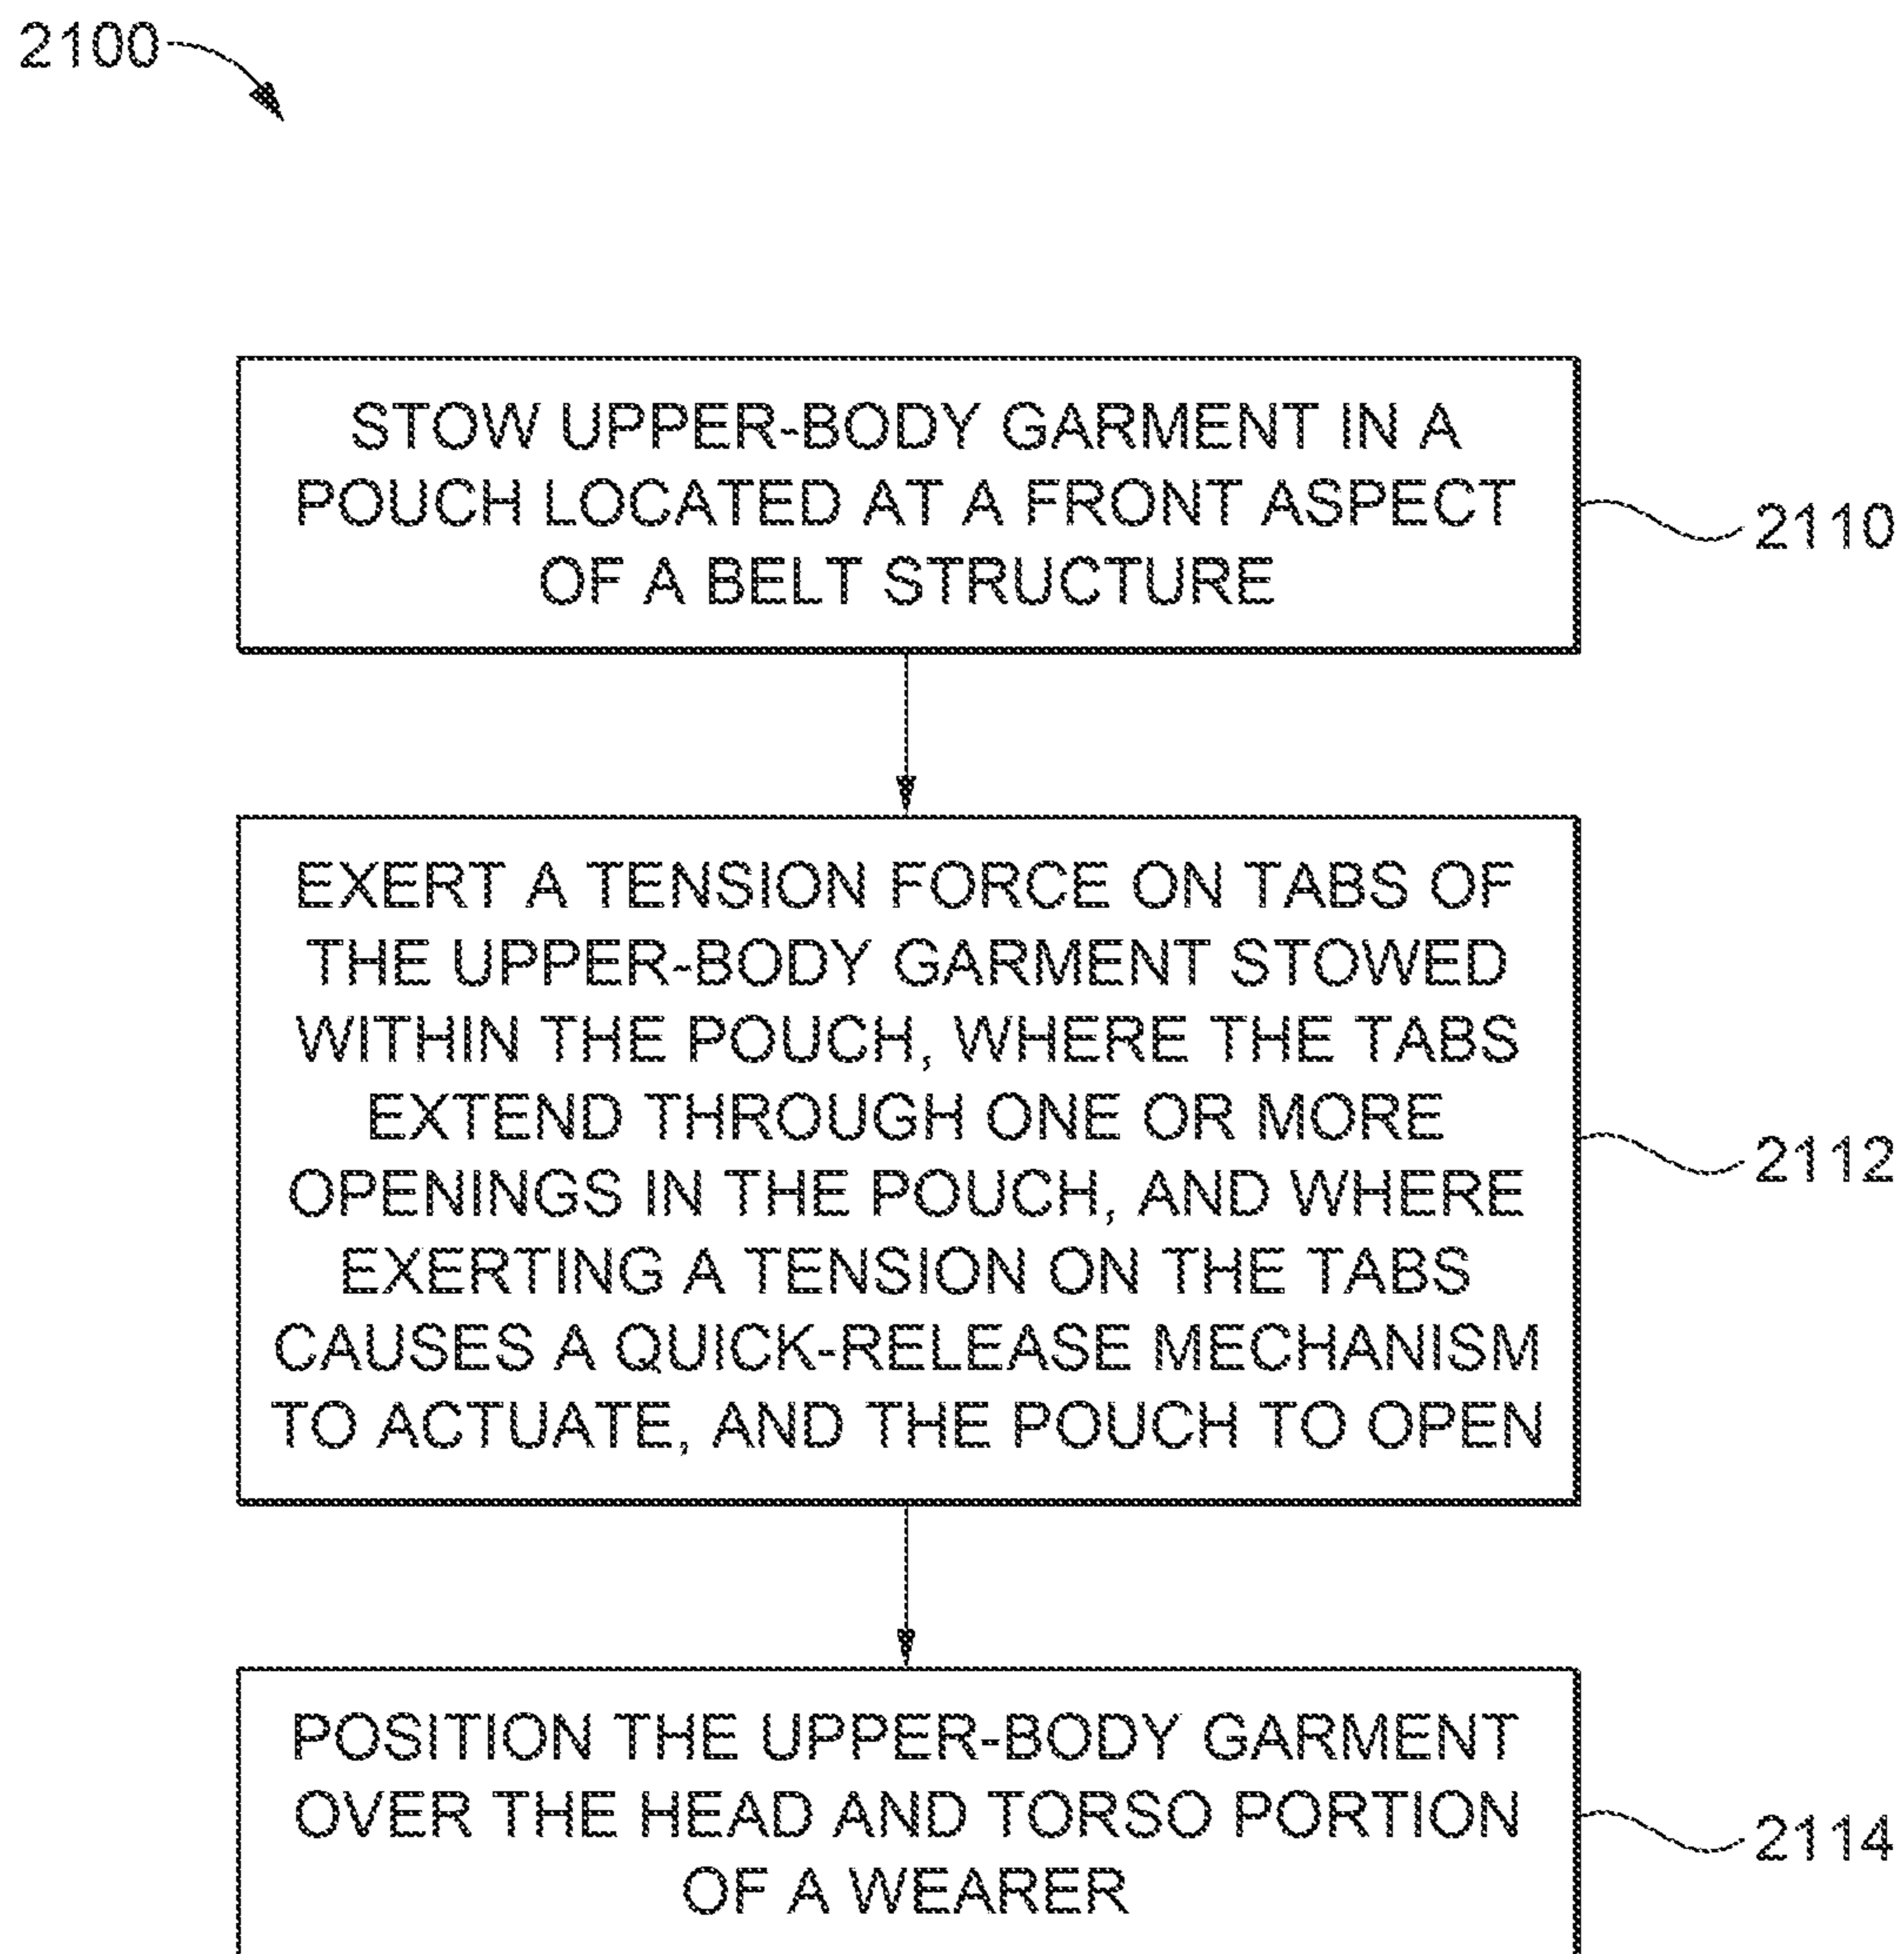 2100
STOW UPPER-BODY GARMENT IN A
POUCH LOCATED AT A FRONT ASPECT
OF A BELT STRUCTURE
2110
EXERT A TENSION FORCE ON TABS OF
THE UPPER-BODY GARMENT STOWED
WITHIN THE POUCH, WHERE THE TABS
EXTEND THROUGH ONE OR MORE
OPENINGS IN THE POUCH, AND WHERE
EXERTING A TENSION ON THE TABS
CAUSES A QUICK-RELEASE MECHANISM
TO ACTUATE, AND THE POUCH TO OPEN
2112
POSITION THE UPPER-BODY GARMENT
OVER THE HEAD AND TORSO PORTION
OF A WEARER
2114